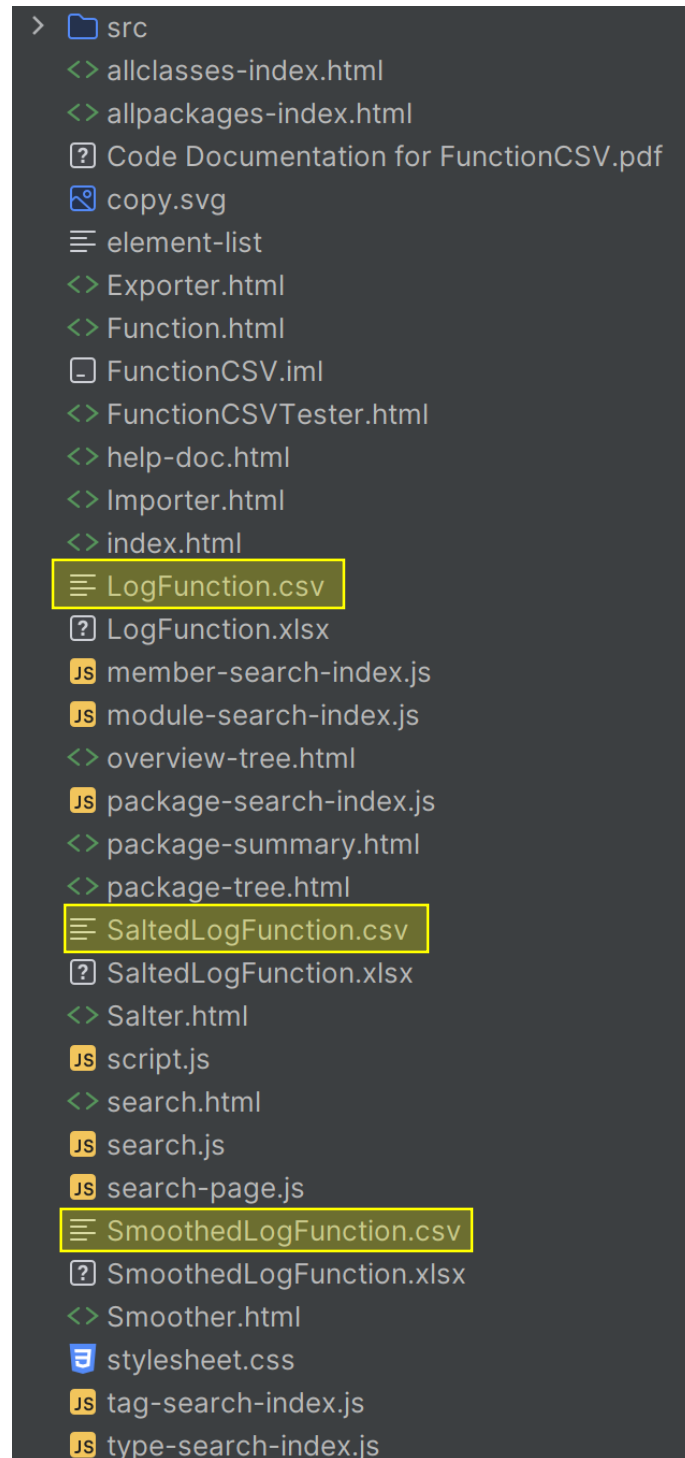 src
allclasses-index.html
allpackages-index.html
Code Documentation for FunctionCSV.pdf
copy.svg
element-list
Exporter.html
Function.html
FunctionCSV.iml
FunctionCSVTester.html
help-doc.html
Importer.html
index.html
LogFunction.csv
LogFunction.xlsx
member-search-index.js
module-search-index.js
overview-tree.html
package-search-index.js
package-summary.html
package-tree.html
SaltedLogFunction.csv
SaltedLogFunction.xlsx
Salter.html
script.js
search.html
search.js
search-page.js
SmoothedLogFunction.csv
SmoothedLogFunction.xlsx
Smoother.html
stylesheet.css
tag-search-index.js
type-search-index.js